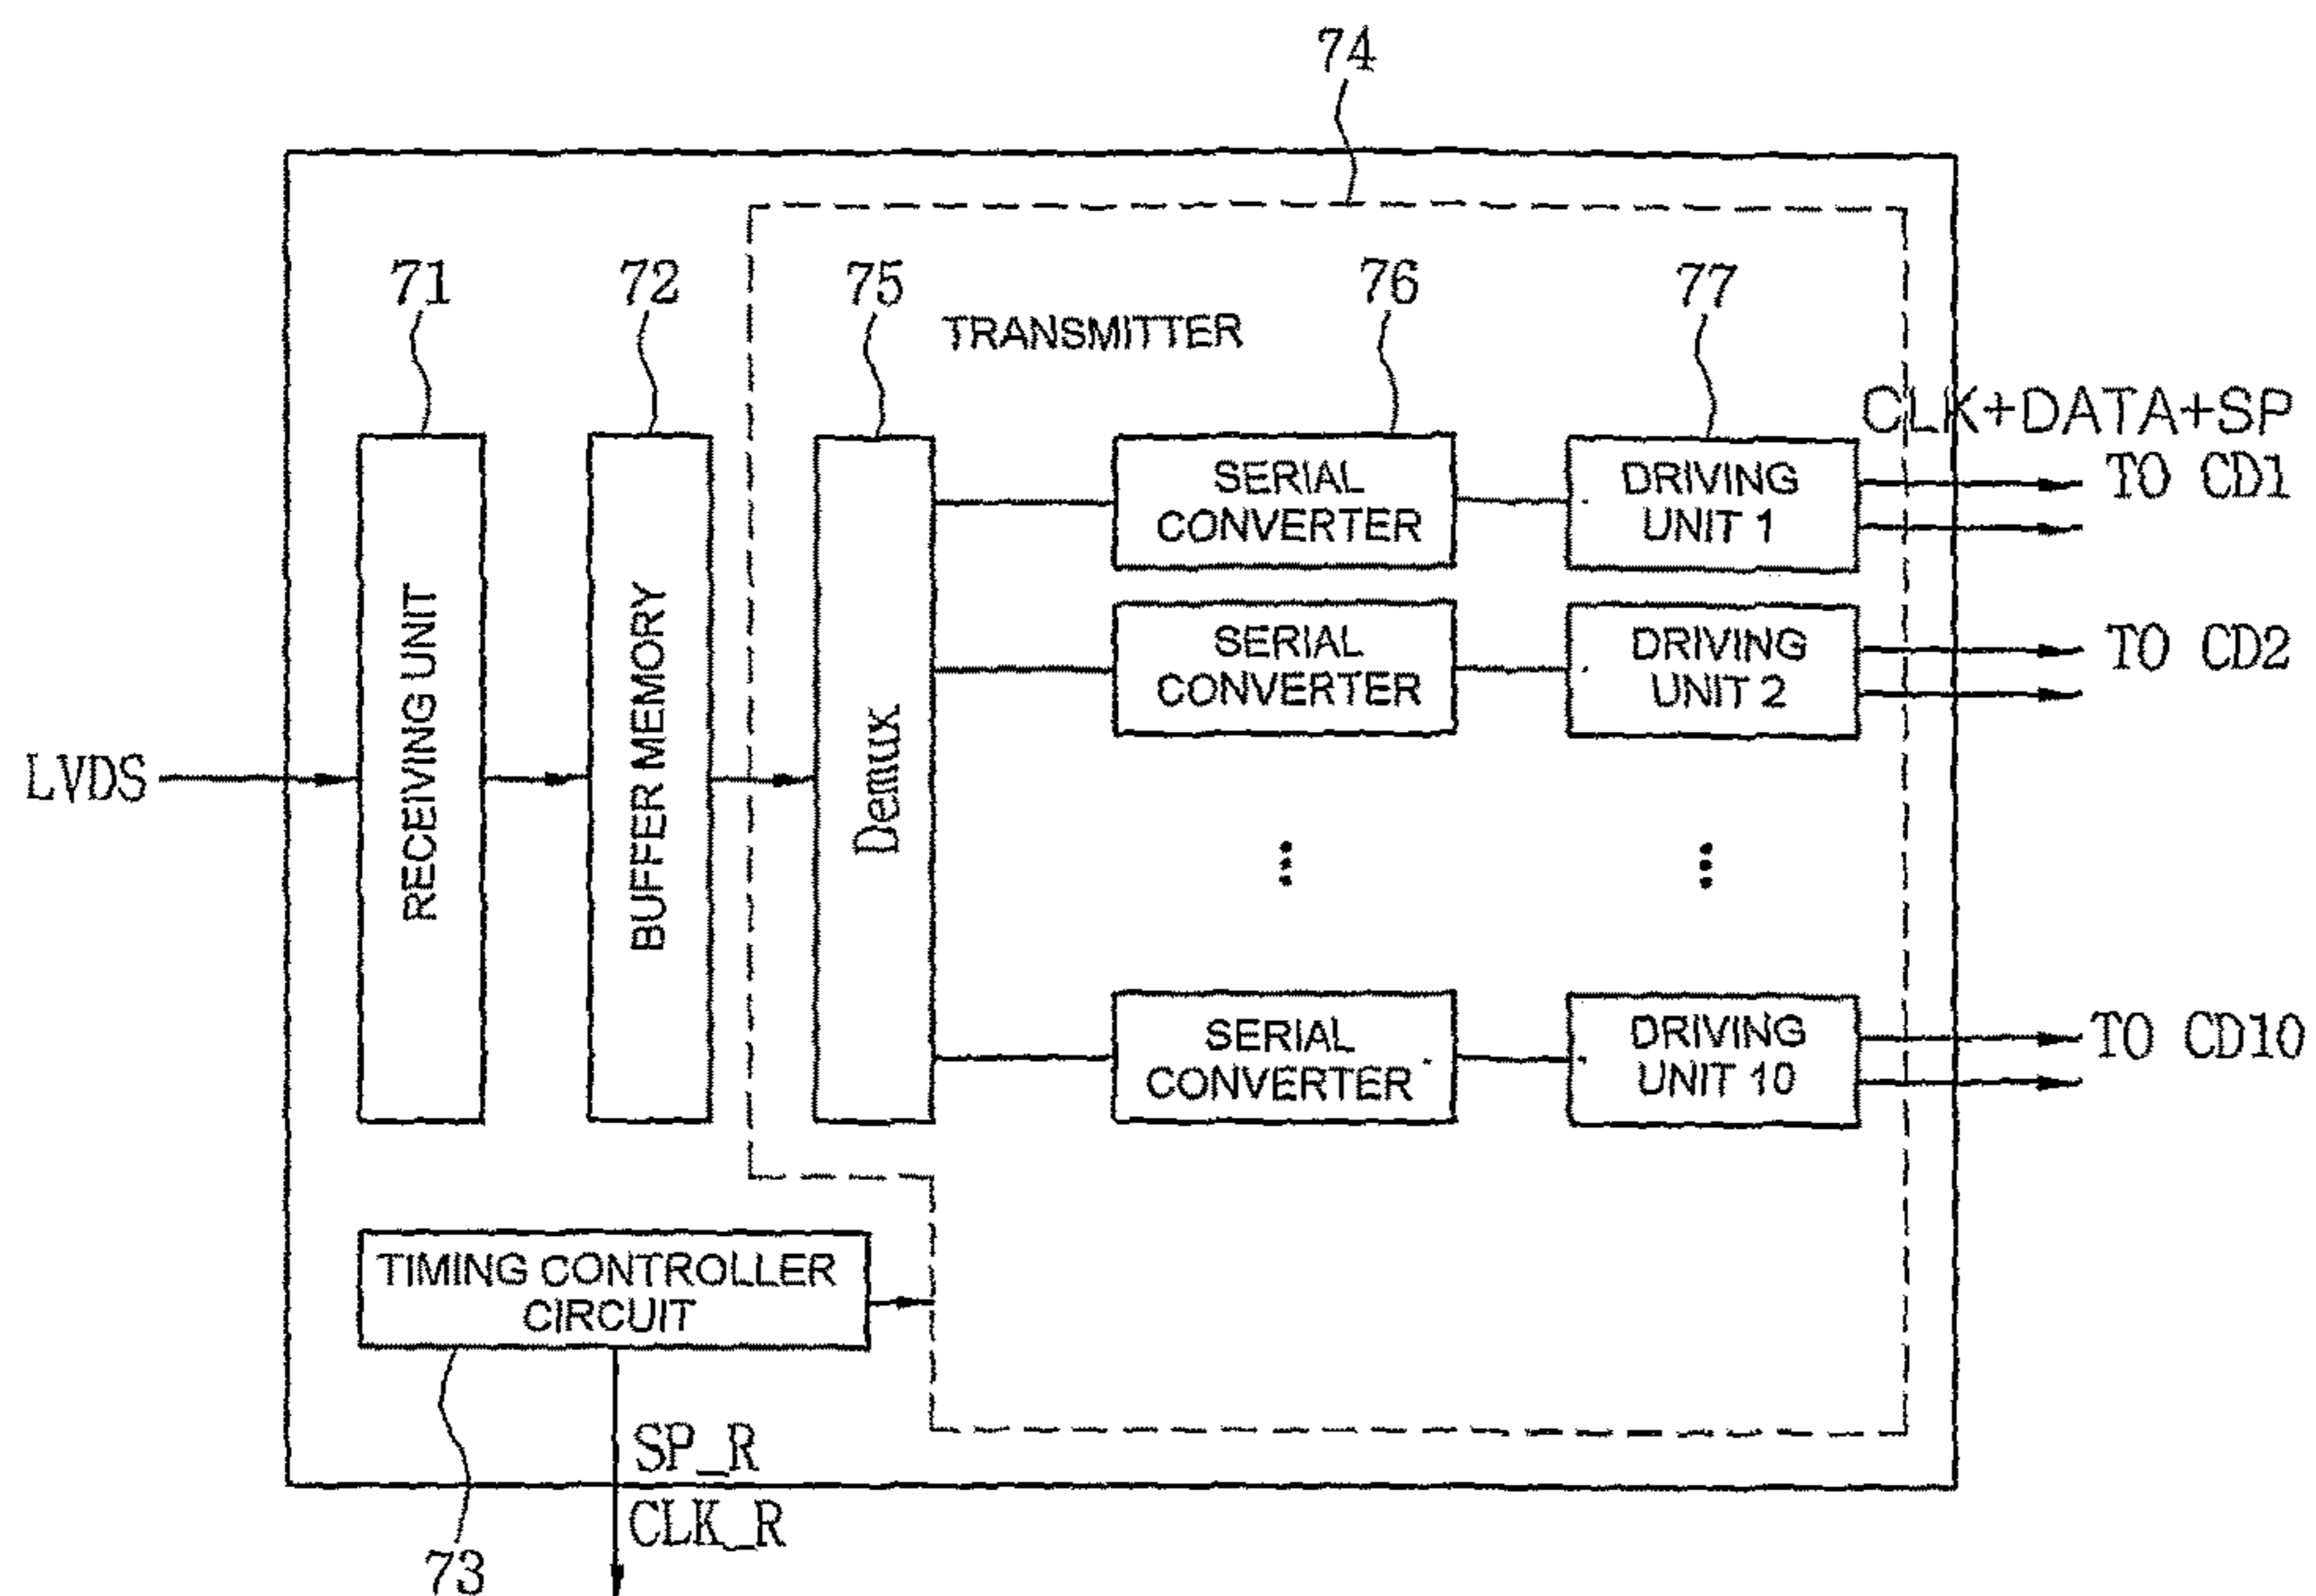 74
71
72
75
TRANSMITTER
76
77
CLK+DATA+SP
TO CD1
LVDS
RECEIVING UNIT
BUFFER MEMORY
Demux
SERIAL
CONVERTER
DRIVING
UNIT 1
SERIAL
CONVERTER
DRIVING
UNIT 2
TO CD2
SERIAL
CONVERTER
DRIVING
UNIT 10
TO CD10
TIMING CONTROLLER
CIRCUIT
SP_R
CLK_R
73